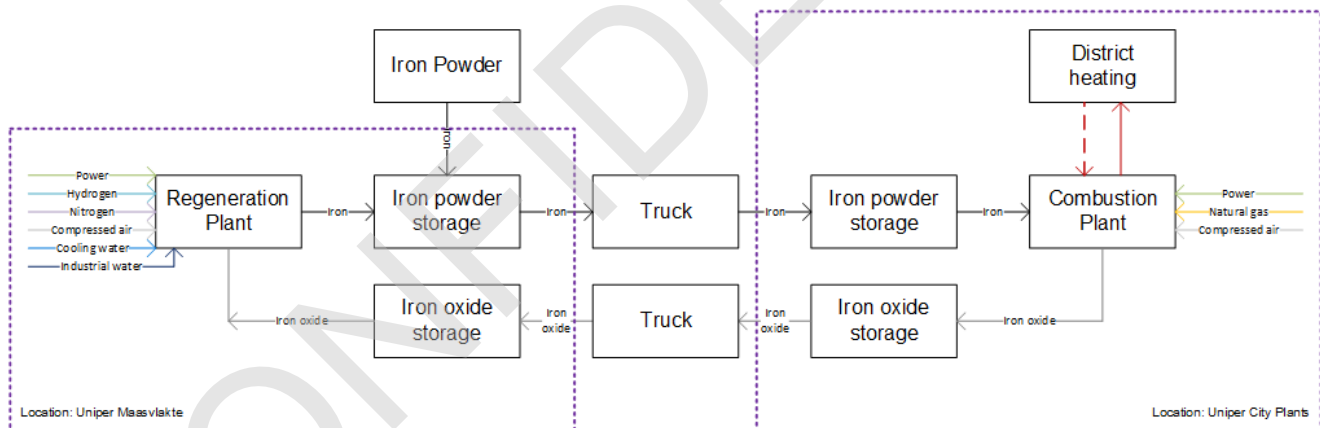 Iron Powder
District
heating
Iron
Power
Hydrogen
Nitrogen
Compressed air
Cooling water
Industrial water
Regeneration
Plant
Iron
Iron powder
storage
Iron
Truck
Iron
Iron powder
storage
Iron
Combustion
Plant
Power
Natural gas
Compressed air
Iron oxide
Iron oxide
storage
Iron
oxide
Truck
Iron
oxide
Iron oxide
storage
Iron oxide
Location: Uniper Maasvlakte
Location: Uniper City Plants
ONFIDE